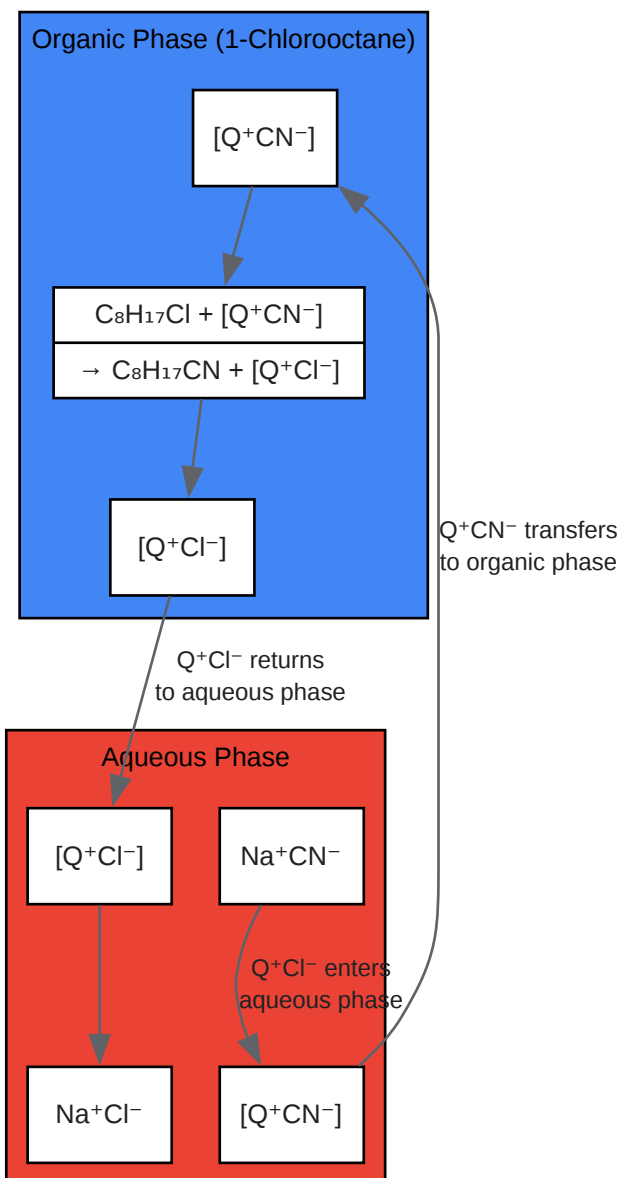 Organic Phase (1-Chlorooctane)
[Q⁺CN⁻]
C₈H₁₇Cl + [Q⁺CN⁻]
→ C₈H₁₇CN + [Q⁺Cl⁻]
[Q⁺Cl⁻]
Q⁺CN⁻ transfers
to organic phase
Q⁺Cl⁻ returns
to aqueous phase
Aqueous Phase
[Q⁺Cl⁻]
Na⁺CN⁻
Q⁺Cl⁻ enters
aqueous phase
Na⁺Cl⁻
[Q⁺CN⁻]